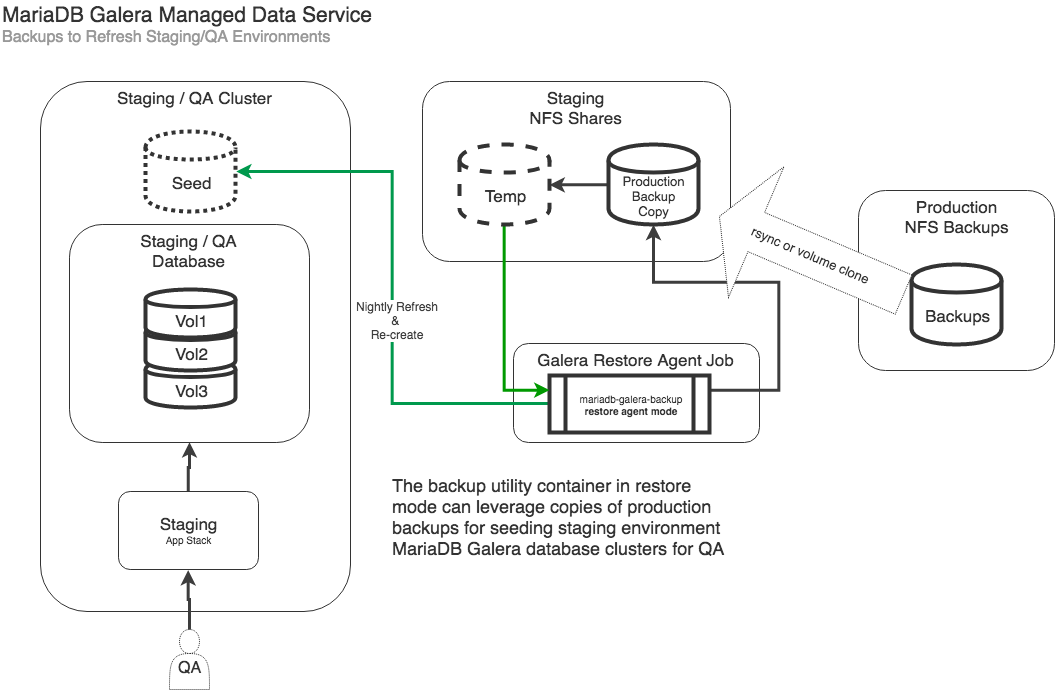 MariaDB Galera Managed Data Service
Backups to Refresh Staging/QA Environments
Staging / QA Cluster
Seed
Staging / QA
Database
Vol1
Vol2
Vol3
Staging
App Stack
QA
Nightly Refresh
&
Re-create
Staging
NFS Shares
Temp
Production
Backup
Copy
rsync or volume clone
Production
NFS Backups
Backups
Galera Restore Agent Job
mariadb-galera-backup
restore agent mode
The backup utility container in restore
mode can leverage copies of production
backups for seeding staging environment
MariaDB Galera database clusters for QA